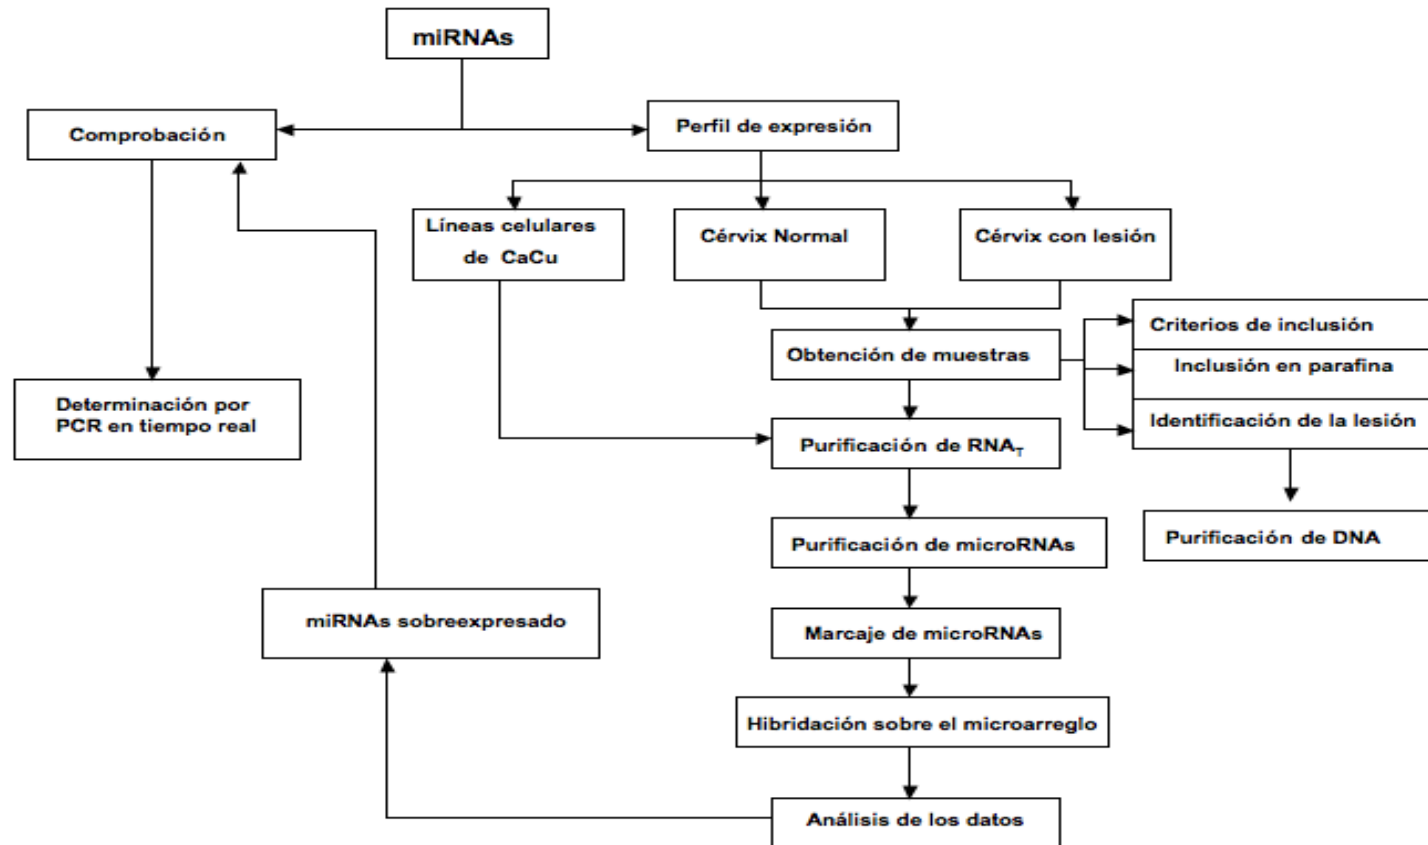 miRNAs
Comprobación
Perfil de expresión
Líneas celulares
de CaCu
Cérvix Normal
Cérvix con lesión
Criterios de inclusión
Obtención de muestras
Inclusión en parafina
Determinación por
PCR en tiempo real
Identificación de la lesión
Purificación de RNA_T
Purificación de microRNAs
Purificación de DNA
miRNAs sobreexpresado
Marcaje de microRNAs
Hibridación sobre el microarreglo
Análisis de los datos